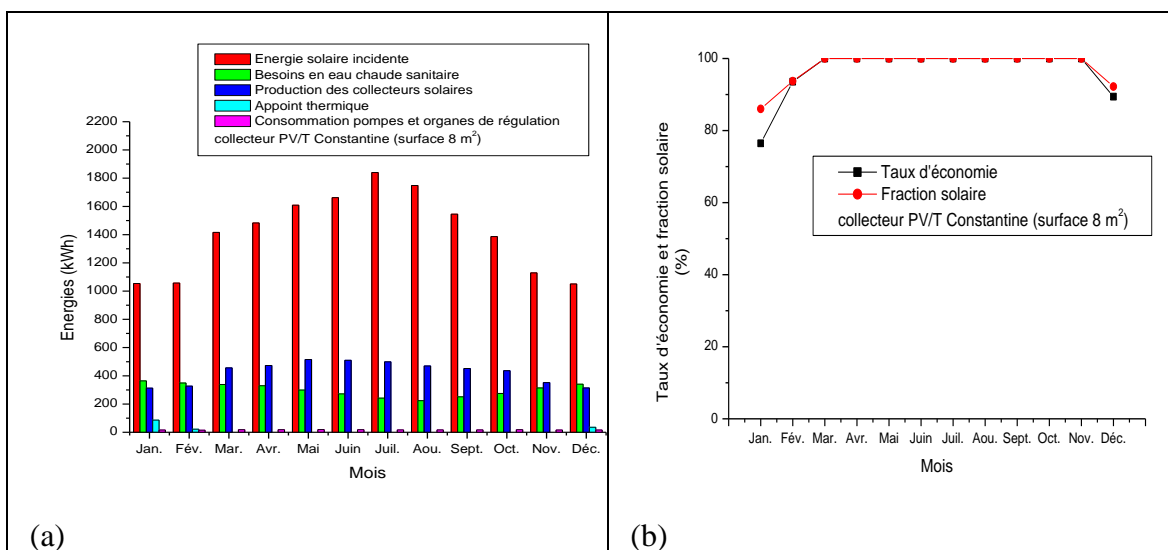 Energie solaire incidente
Besoins en eau chaude sanitaire
Production des collecteurs solaires
Appoint thermique
Consommation pompes et organes de régulation
collecteur PV/T Constantine (surface 8 m²)
Energies (kWh)
2200
2000
1800
1600
1400
1200
1000
800
600
400
200
0
Jan. Fév. Mar. Avr. Mai Juin Juil. Aou. Sept. Oct. Nov. Déc.
Mois
(a)
Taux d'économie et fraction solaire
(%)
100
80
60
40
20
0
Taux d'économie
Fraction solaire
collecteur PV/T Constantine (surface 8 m²)
Jan. Fév. Mar. Avr. Mai Juin Juil. Aou. Sept. Oct. Nov. Déc.
Mois
(b)